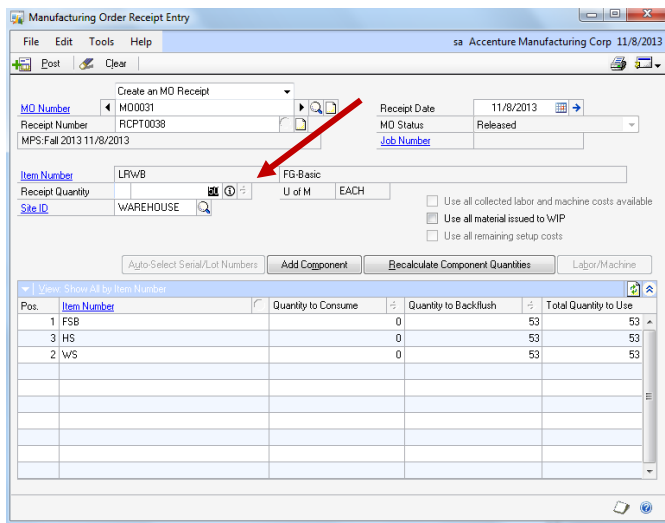 Manufacturing Order Receipt Entry
File Edit Tools Help sa Accenture Manufacturing Corp 11/8/2013
Post Clear
Create an MO Receipt
MO Number MO0031 Receipt Date 11/8/2013
Receipt Number RCPT0038 MO Status Released
MPS:Fall 2013 11/8/2013 Job Number
Item Number LRWB FG-Basic
Receipt Quantity 50 U of M EACH
Use all collected labor and machine costs available
Site ID WAREHOUSE
Use all material issued to WIP
Use all remaining setup costs
Auto-Select Serial/Lot Numbers Add Component Recalculate Component Quantities Labor/Machine
View: Show All by Item Number
Pos. Item Number Quantity to Consume Quantity to Backflush Total Quantity to Use
1 FSB 0 53 53
3 HS 0 53 53
2 WS 0 53 53